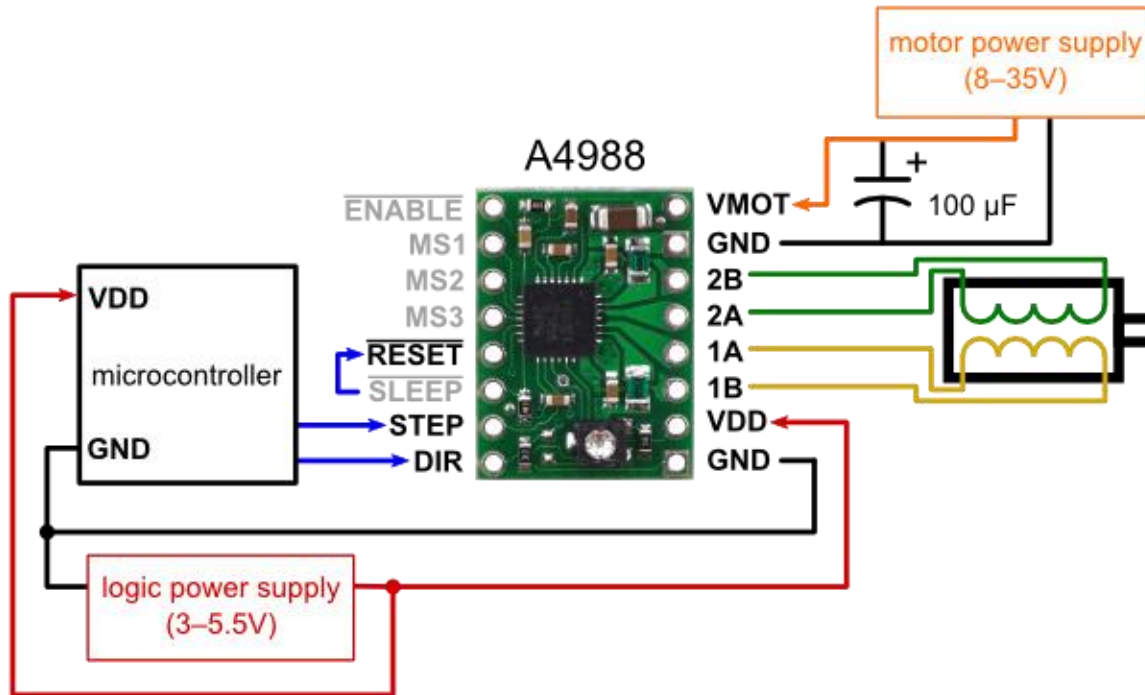 motor power supply
(8–35V)
A4988
ENABLE
MS1
MS2
MS3
RESET
SLEEP
STEP
DIR
VMOT
GND
2B
2A
1A
1B
VDD
GND
+
100 µF
VDD
microcontroller
GND
logic power supply
(3–5.5V)